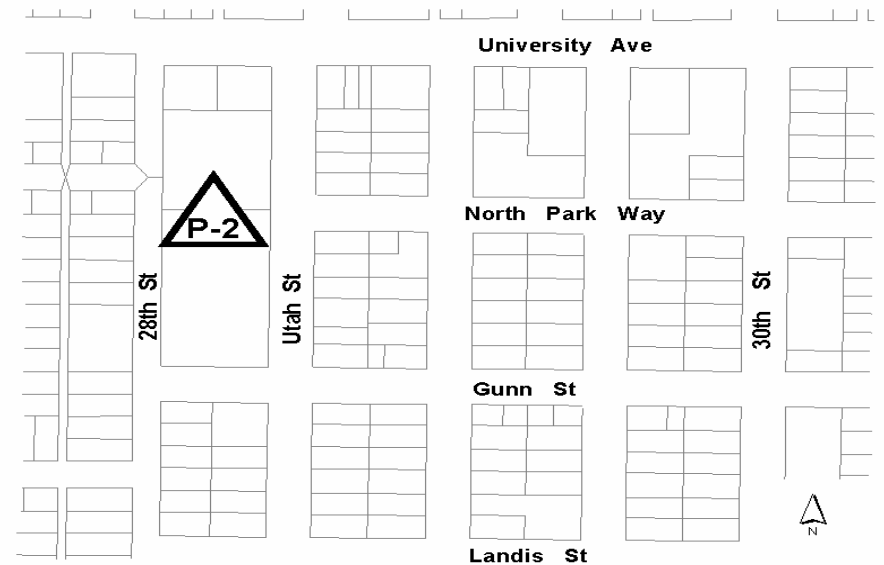 University Ave
North Park Way
P-2
28th St
Utah St
30th St
Gunn St
N
Landis St